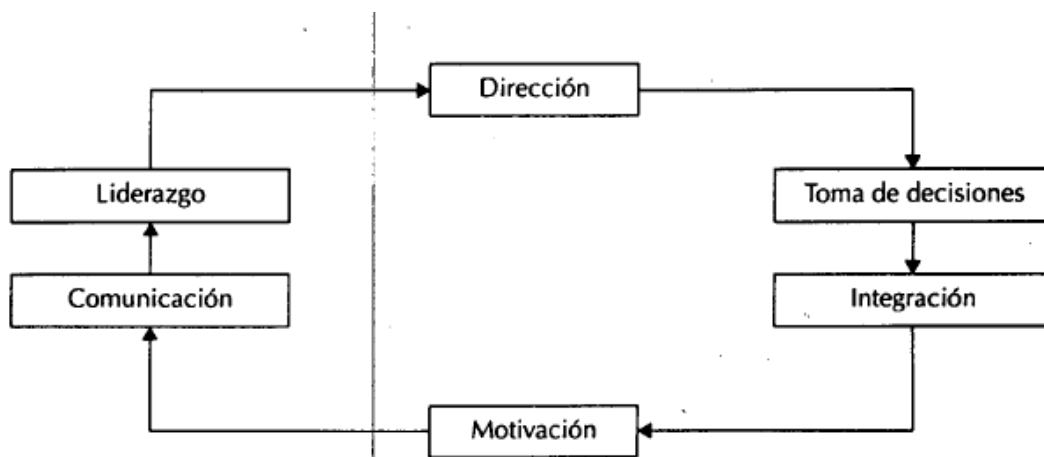 Dirección
Liderazgo
Toma de decisiones
Comunicación
Integración
Motivación